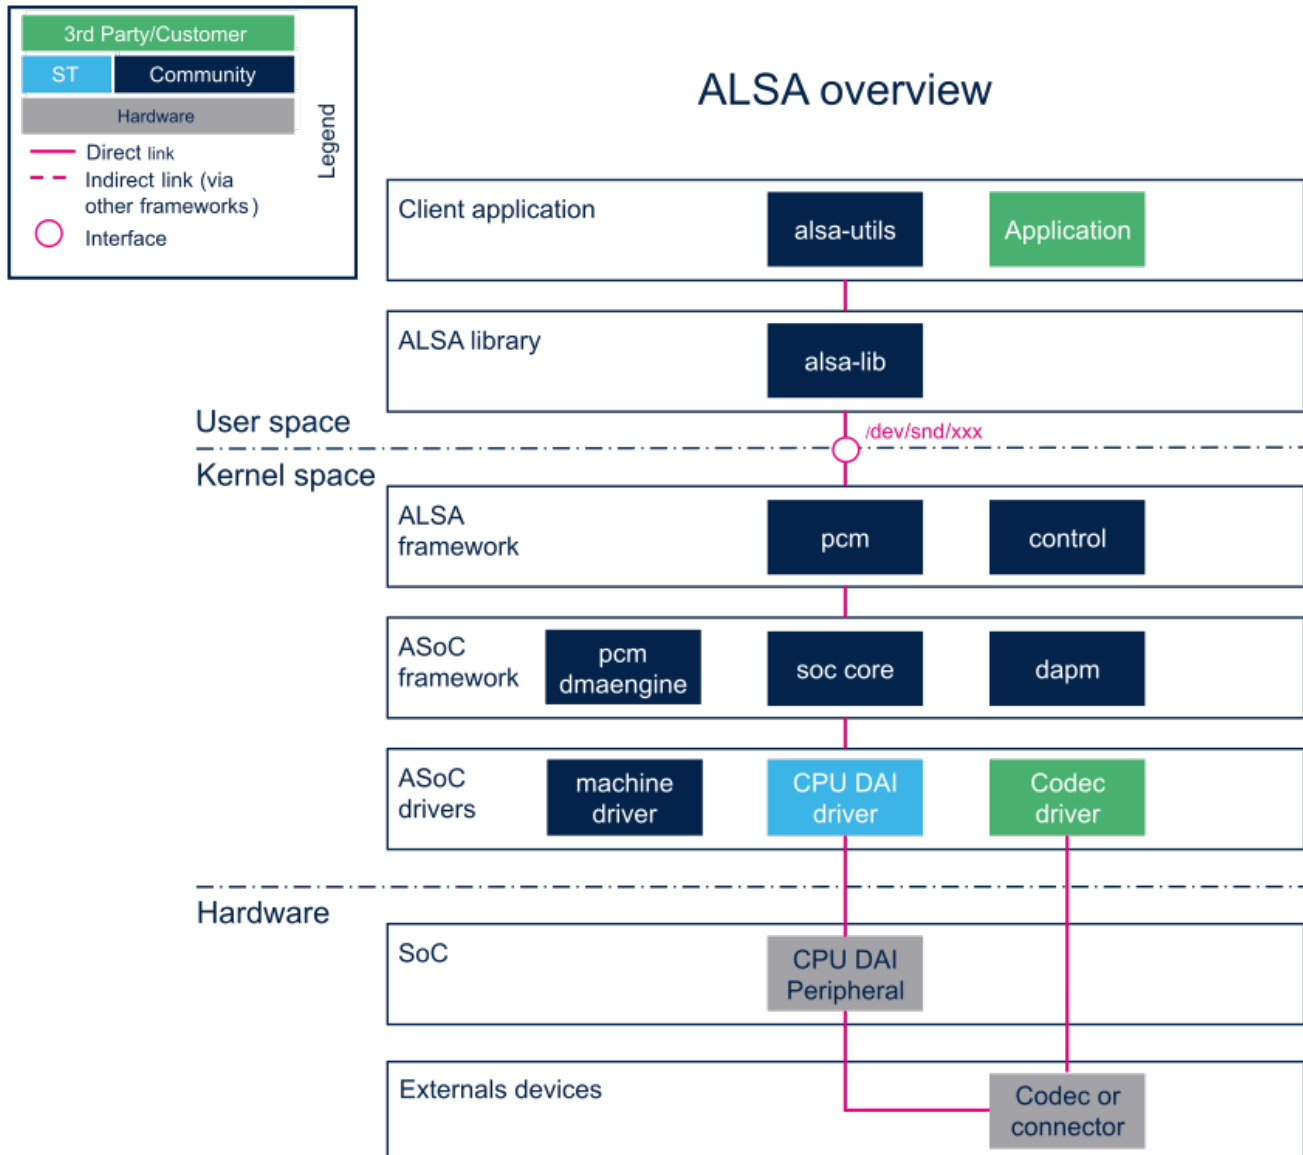 3rd Party/Customer
ST
Community
Hardware
Direct link
Indirect link (via
other frameworks)
Interface
Legend
ALSA overview
Client application
alsa-utils
Application
ALSA library
alsa-lib
User space
/dev/snd/xxx
Kernel space
ALSA
framework
pcm
control
ASoC
framework
pcm
dmaengine
soc core
dapm
ASoC
drivers
machine
driver
CPU DAI
driver
Codec
driver
Hardware
SoC
CPU DAI
Peripheral
Externals devices
Codec or
connector